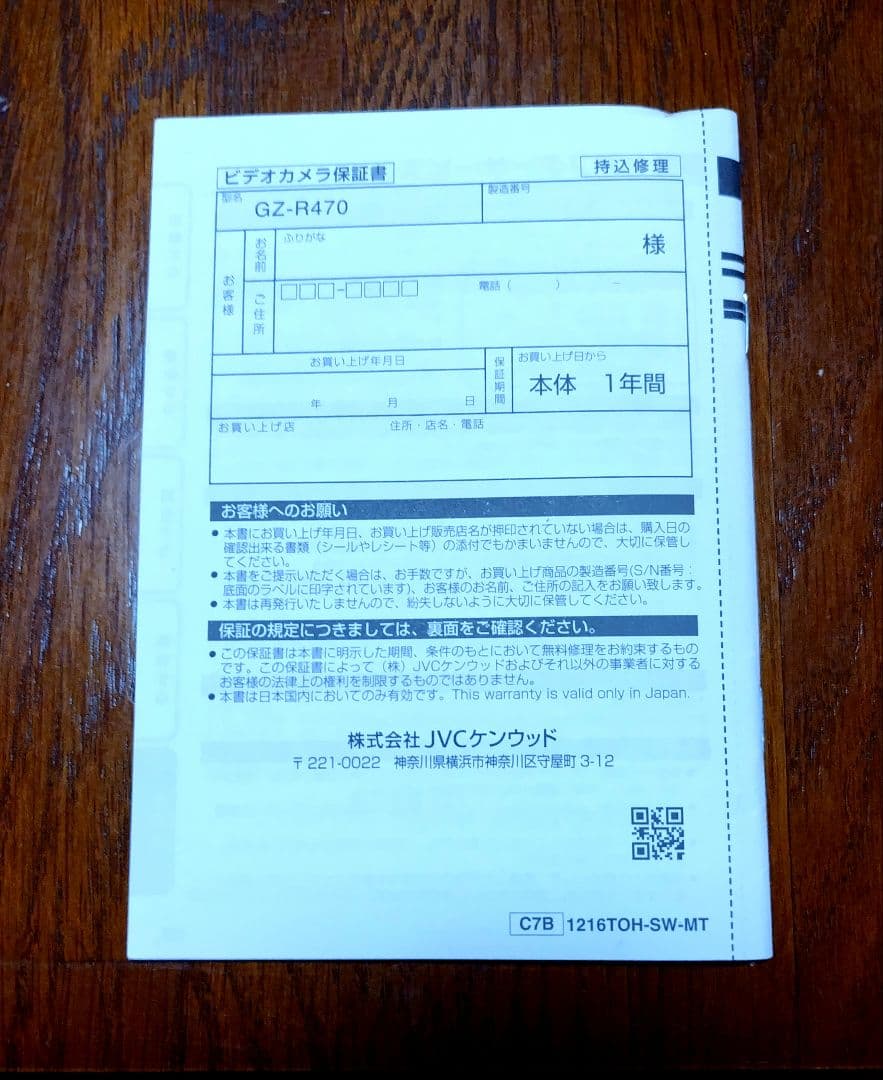 ビデオカメラ保証書
持込修理
型名
GZ-R470
製造番号
お客様
お名前
ふりがな
様
ご住所
□□□-□□□□
電話（　　　）　　　－
お買い上げ年月日
年　月　日
保証期間
お買い上げ日から
本体　1年間
お買い上げ店
住所・店名・電話
お客様へのお願い
● 本書にお買い上げ年月日、お買い上げ販売店名が押印されていない場合は、購入日の
確認出来る書類（シールやレシート等）の添付でもかまいませんので、大切に保管し
てください。
● 本書をご提示いただく場合は、お手数ですが、お買い上げ商品の製造番号(S/N番号：
底面のラベルに印字されています)、お客様のお名前、ご住所の記入をお願い致します。
● 本書は再発行いたしませんので、紛失しないように大切に保管してください。
保証の規定につきましては、裏面をご確認ください。
● この保証書は本書に明示した期間、条件のもとにおいて無料修理をお約束するもの
です。この保証書によって（株）JVCケンウッドおよびそれ以外の事業者に対する
お客様の法律上の権利を制限するものではありません。
● 本書は日本国内においてのみ有効です。This warranty is valid only in Japan.
株式会社 JVCケンウッド
〒221-0022　神奈川県横浜市神奈川区守屋町 3-12
C7B 1216TOH-SW-MT